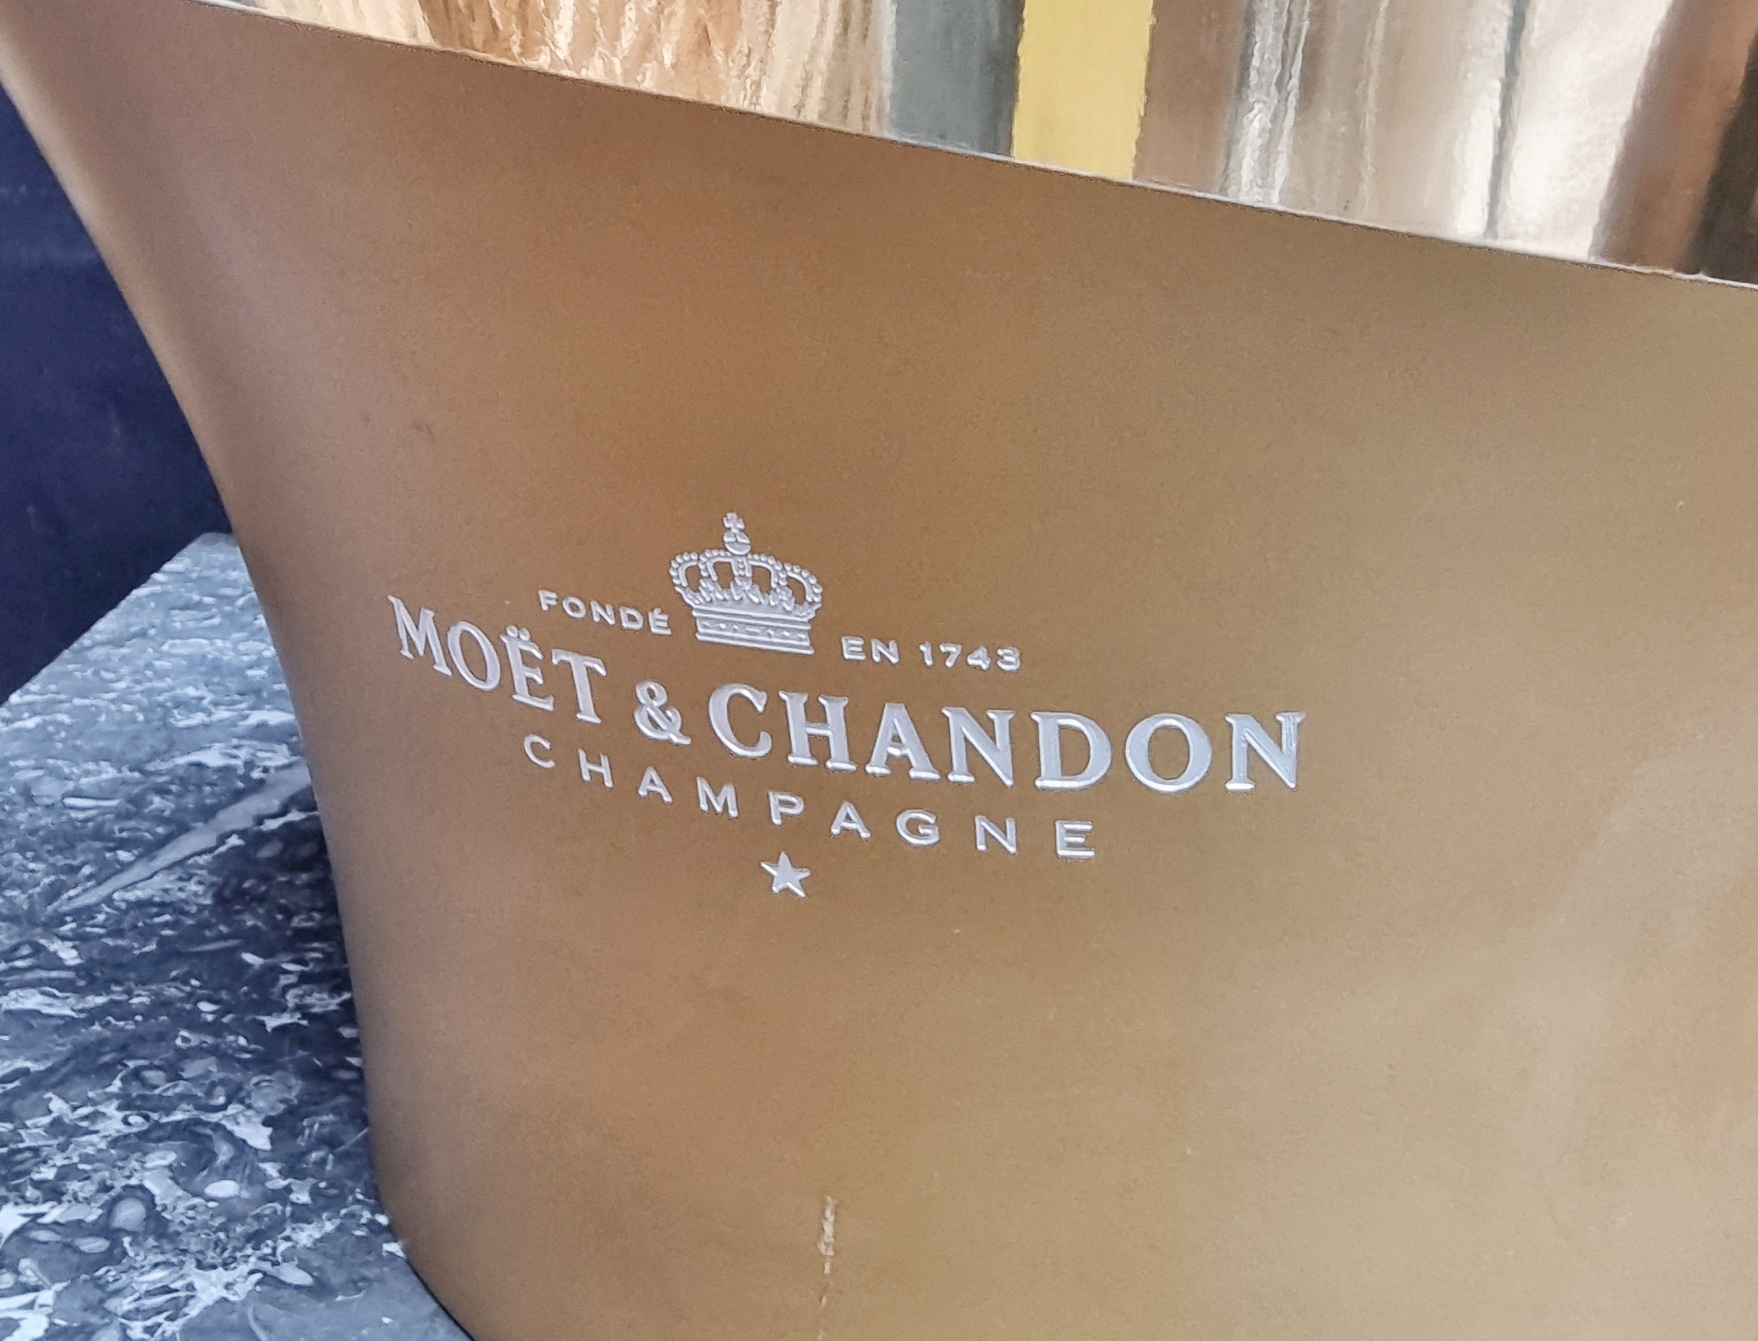 FONDÉ EN 1743
MOËT & CHANDON
CHAMPAGNE